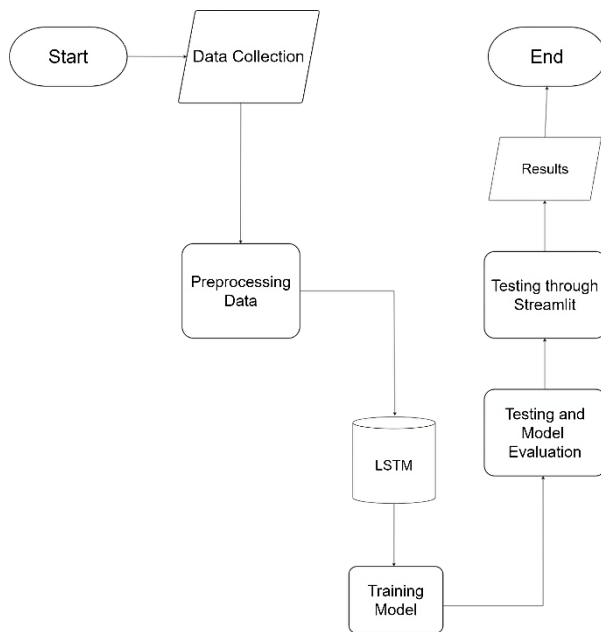 Start
Data Collection
Preprocessing
Data
LSTM
Training
Model
Testing and
Model
Evaluation
Testing through
Streamlit
Results
End